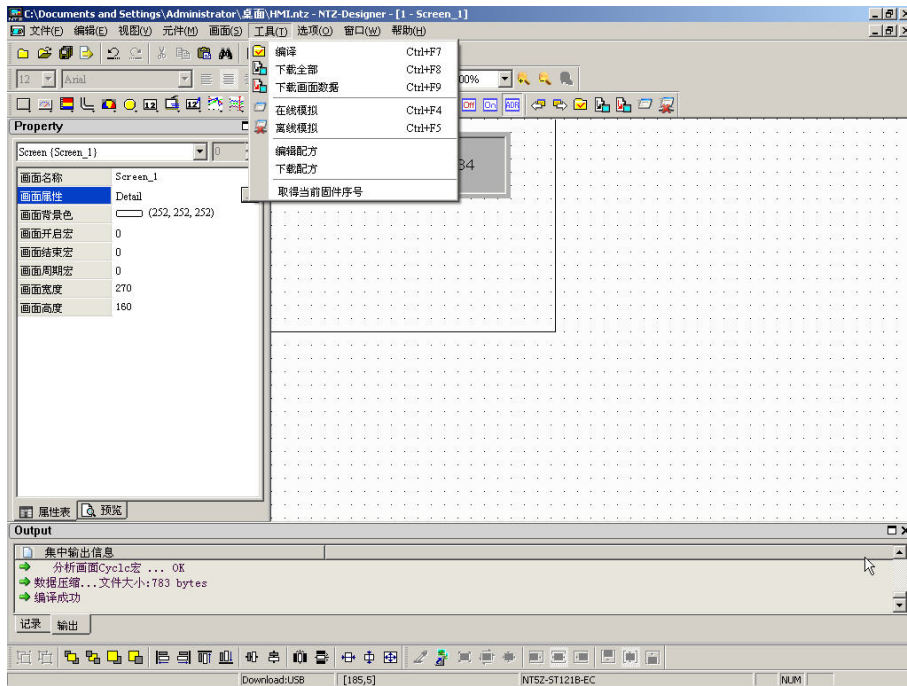 C:\Documents and Settings\Administrator\桌面\HMI.ntz - NTZ-Designer - [1 - Screen_1]
文件(F) 编辑(E) 视图(V) 元件(M) 画面(S) 工具(T) 选项(O) 窗口(W) 帮助(H)
编译 Ctrl+F7
下载全部 Ctrl+F8
下载画面数据 Ctrl+F9
在线模拟 Ctrl+F4
离线模拟 Ctrl+F5
编辑配方
下载配方
取得当前固件序号
12 Arial
00%
Off On ADR
Property
Screen {Screen_1} 0
34
画面名称 Screen_1
画面属性 Detail
画面背景色 (252, 252, 252)
画面开启宏 0
画面结束宏 0
画面周期宏 0
画面宽度 270
画面高度 160
属性表 预览
Output
集中输出信息
分析画面Cyclc宏 ... OK
数据压缩...文件大小:783 bytes
编译成功
记录 输出
Download:USB [185,5] NT5Z-ST121B-EC NUM